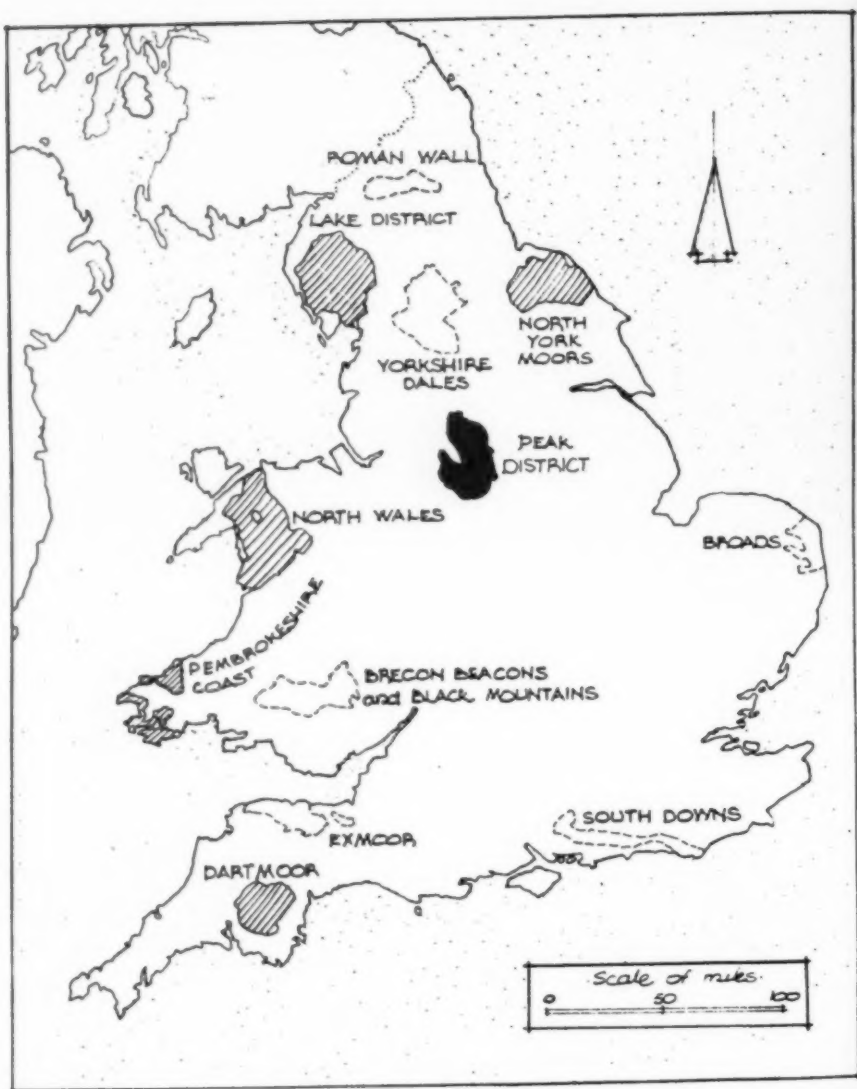 ROMAN WALL
LAKE DISTRICT
YORKSHIRE
DALES
NORTH
YORK
MOORS
PEAK
DISTRICT
NORTH WALES
BROADS
PEMBROKESHIRE
COAST
BRECON BEACONS
and BLACK MOUNTAINS
SOUTH DOWNS
EXMOOR
DARTMOOR
Scale of miles.
0 50 100